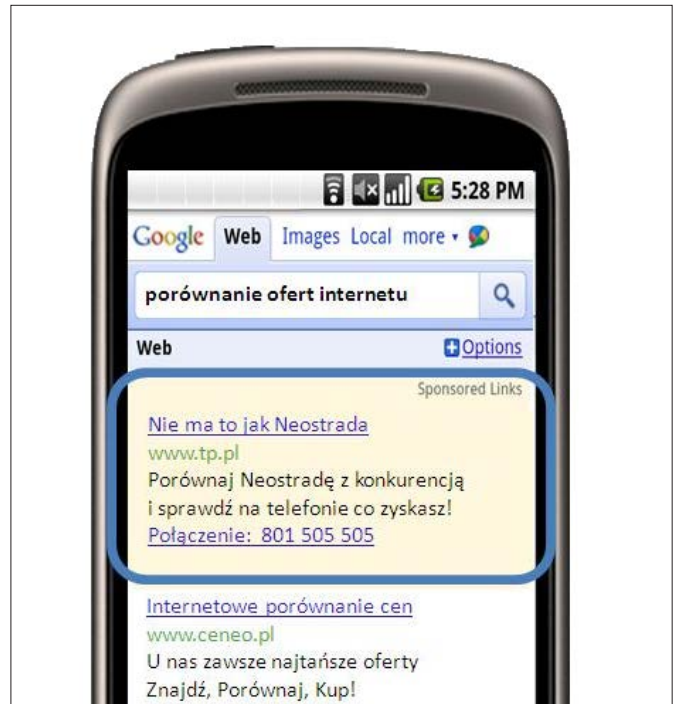 5:28 PM
Google Web Images Local more
porównanie ofert internetu
Web Options
Sponsored Links
Nie ma to jak Neostrada
www.tp.pl
Porównaj Neostradę z konkurencją
i sprawdź na telefonie co zyskasz!
Połączenie: 801 505 505
Internetowe porównanie cen
www.ceneo.pl
U nas zawsze najtańsze oferty
Znajdź, Porównaj, Kup!